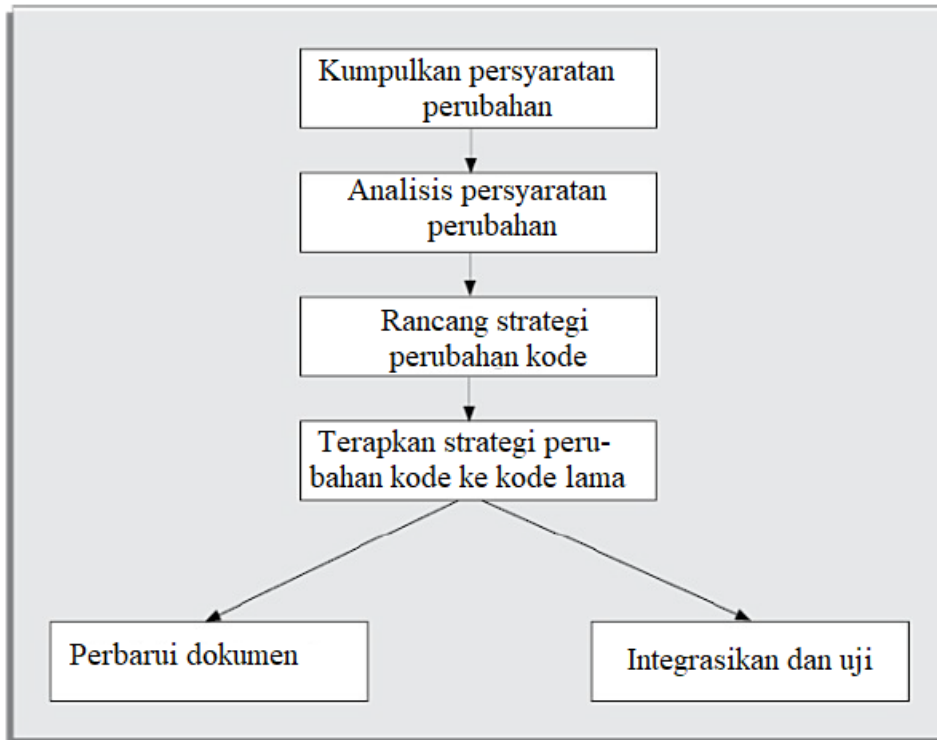 Kumpulkan persyaratan
perubahan
Analisis persyaratan
perubahan
Rancang strategi
perubahan kode
Terapkan strategi peru-
bahan kode ke kode lama
Perbarui dokumen
Integrasikan dan uji